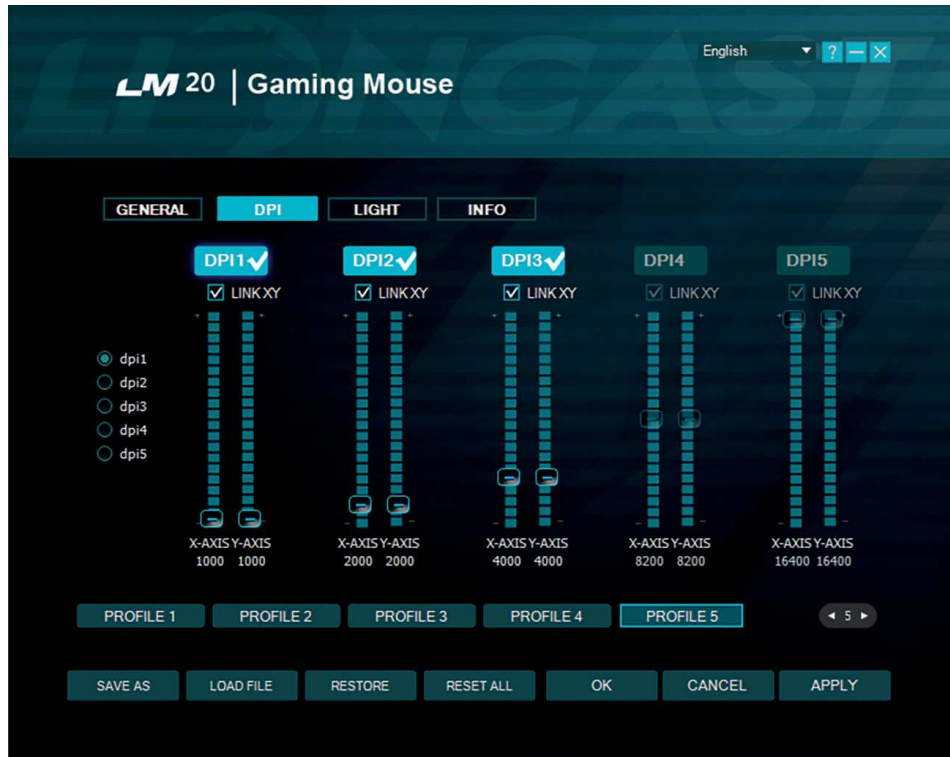 LIONCAST
English ?
LM 20 | Gaming Mouse
GENERAL DPI LIGHT INFO
DPI1 DPI2 DPI3 DPI4 DPI5
LINK XY LINK XY LINK XY LINK XY LINK XY
+ + + + + + + + + +
dpi1
dpi2
dpi3
dpi4
dpi5
- - - - - - - - - -
X-AXIS Y-AXIS X-AXIS Y-AXIS X-AXIS Y-AXIS X-AXIS Y-AXIS X-AXIS Y-AXIS
1000 1000 2000 2000 4000 4000 8200 8200 16400 16400
PROFILE 1 PROFILE 2 PROFILE 3 PROFILE 4 PROFILE 5 5
SAVE AS LOAD FILE RESTORE RESET ALL OK CANCEL APPLY